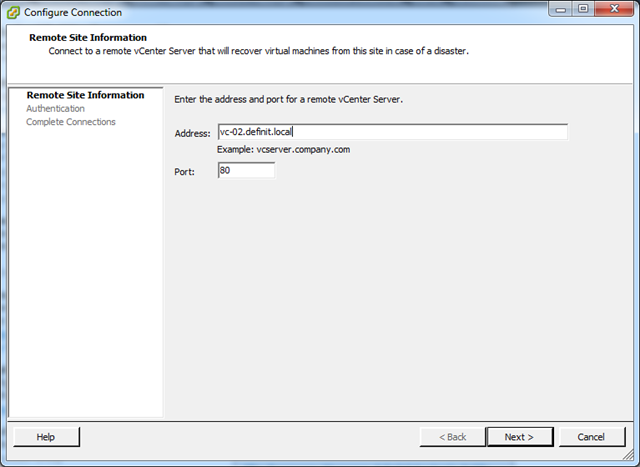 Configure Connection
Remote Site Information
Connect to a remote vCenter Server that will recover virtual machines from this site in case of a disaster.
Remote Site Information
Authentication
Complete Connections
Enter the address and port for a remote vCenter Server.
Address: vc-02.definit.local
Example: vcserver.company.com
Port: 80
Help
< Back
Next >
Cancel